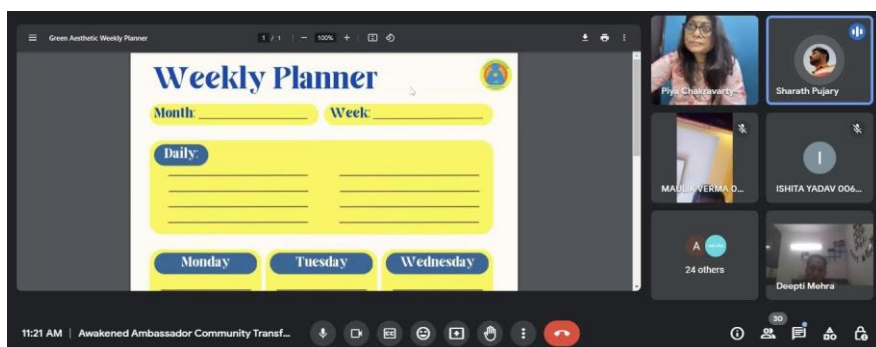 Green Aesthetic Weekly Planner
1 / 1
100%
Weekly Planner
Month:
Week:
Daily:
Monday
Tuesday
Wednesday
Piya Chakravarty
Sharath Pujary
MAULIK VERMA O...
I
ISHITA YADAV 006...
A
24 others
Deepti Mehra
11:21 AM | Awakened Ambassador Community Transf...
30